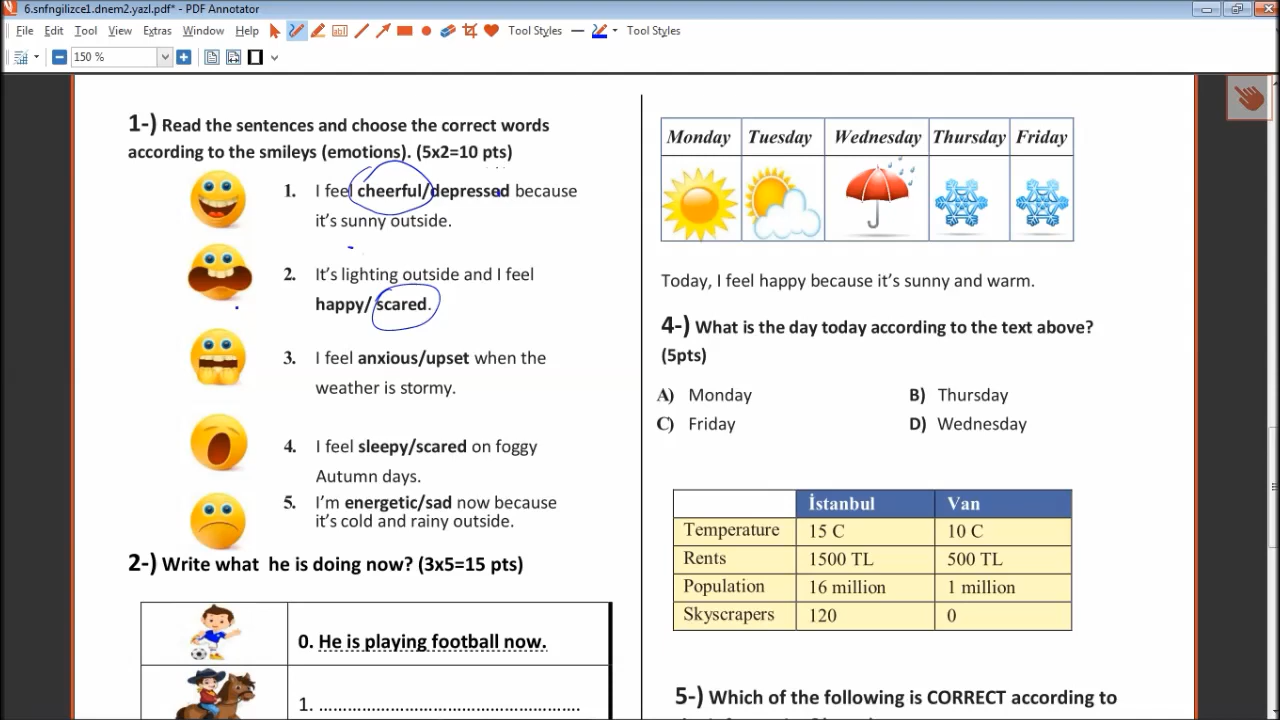 6.snfngilizce1.dnem2.yazl.pdf* - PDF Annotator
File Edit Tool View Extras Window Help Tool Styles Tool Styles
150 %
1-) Read the sentences and choose the correct words
according to the smileys (emotions). (5x2=10 pts)
1. I feel cheerful/depressed because
it's sunny outside.
2. It's lighting outside and I feel
happy/ scared.
3. I feel anxious/upset when the
weather is stormy.
4. I feel sleepy/scared on foggy
Autumn days.
5. I'm energetic/sad now because
it's cold and rainy outside.
2-) Write what he is doing now? (3x5=15 pts)
0. He is playing football now.
1. ....................................................
Monday Tuesday Wednesday Thursday Friday
Today, I feel happy because it's sunny and warm.
4-) What is the day today according to the text above?
(5pts)
A) Monday B) Thursday
C) Friday D) Wednesday
İstanbul Van
Temperature 15 C 10 C
Rents 1500 TL 500 TL
Population 16 million 1 million
Skyscrapers 120 0
5-) Which of the following is CORRECT according to